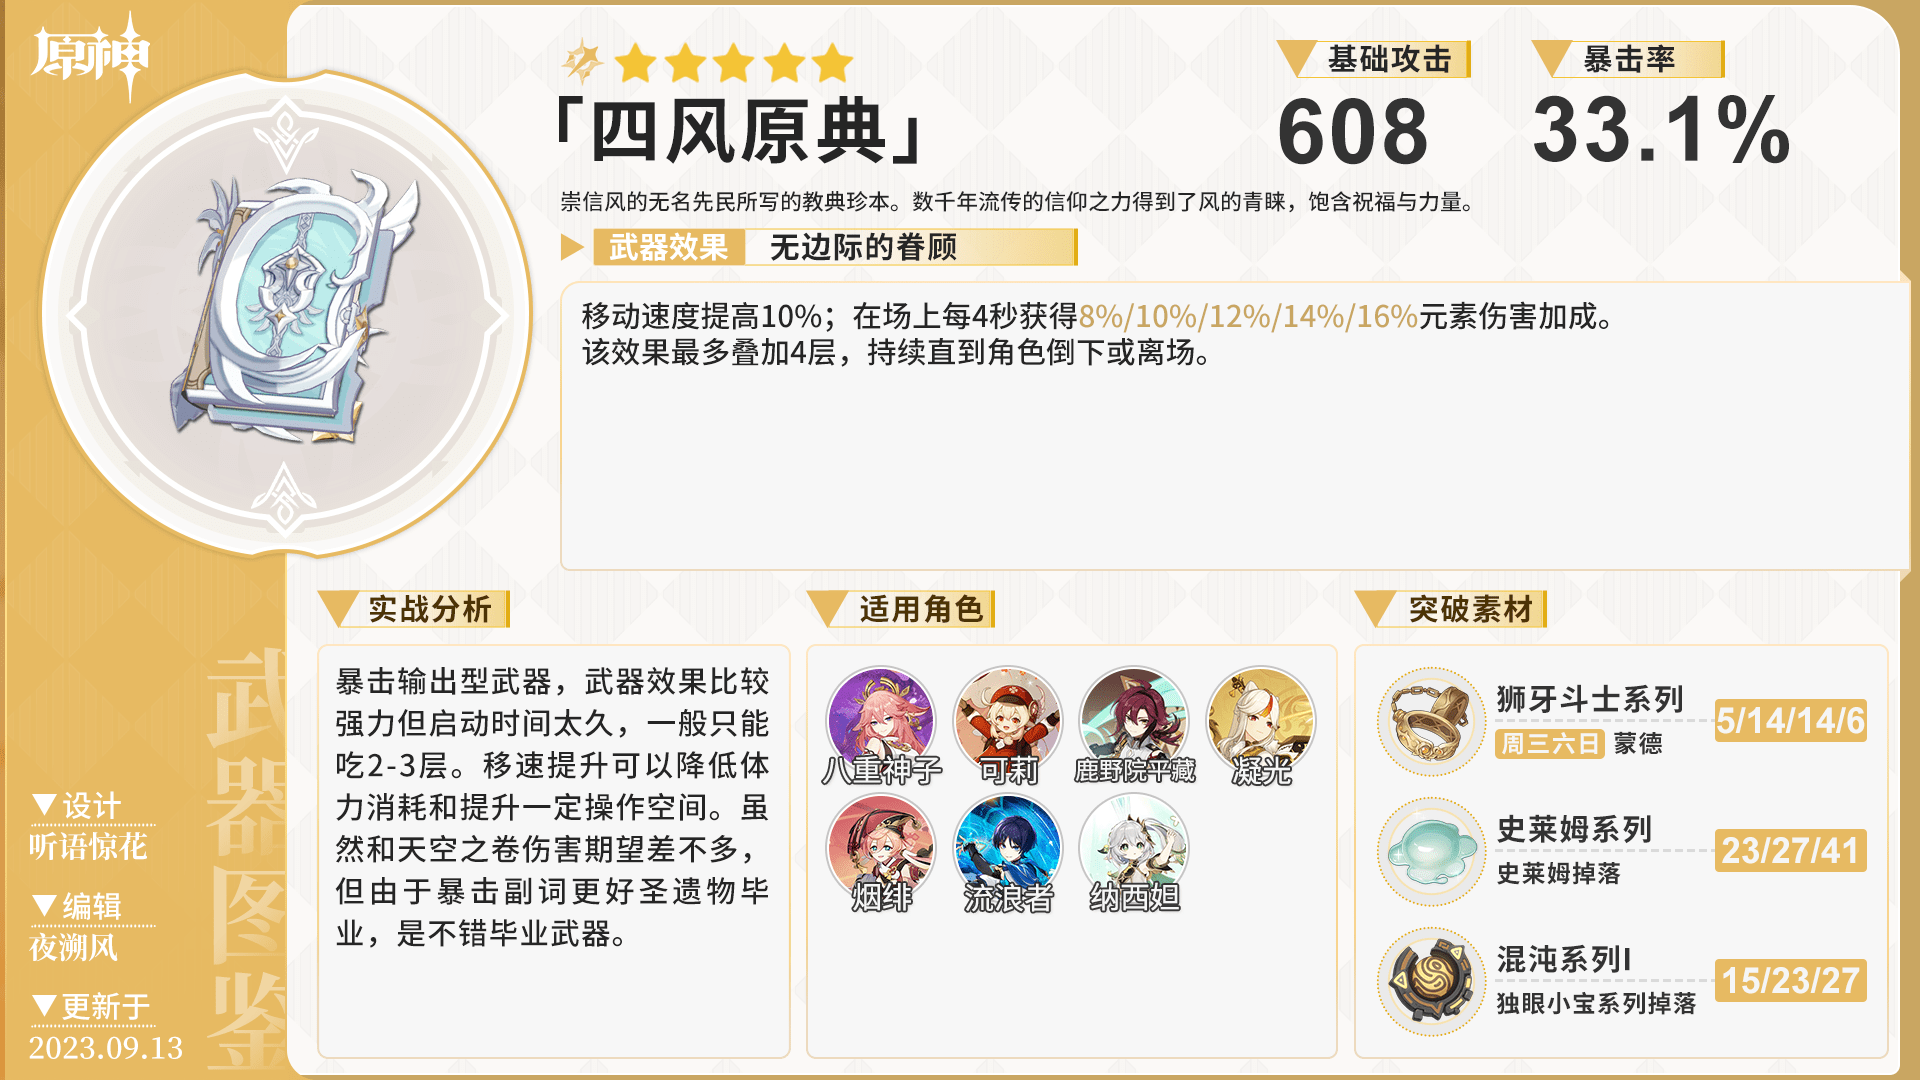 原神
「四风原典」
基础攻击
608
暴击率
33.1%
崇信风的无名先民所写的教典珍本。数千年流传的信仰之力得到了风的青睐，饱含祝福与力量。
武器效果 无边际的眷顾
移动速度提高10%；在场上每4秒获得8%/10%/12%/14%/16%元素伤害加成。
该效果最多叠加4层，持续直到角色倒下或离场。
实战分析
暴击输出型武器，武器效果比较
强力但启动时间太久，一般只能
吃2-3层。移速提升可以降低体
力消耗和提升一定操作空间。虽
然和天空之卷伤害期望差不多，
但由于暴击副词更好圣遗物毕
业，是不错毕业武器。
适用角色
八重神子
可莉
鹿野院平藏
凝光
烟绯
流浪者
纳西妲
突破素材
狮牙斗士系列
周三六日 蒙德
5/14/14/6
史莱姆系列
史莱姆掉落
23/27/41
混沌系列I
独眼小宝系列掉落
15/23/27
武器图鉴
▼设计
听语惊花
▼编辑
夜溯风
▼更新于
2023.09.13